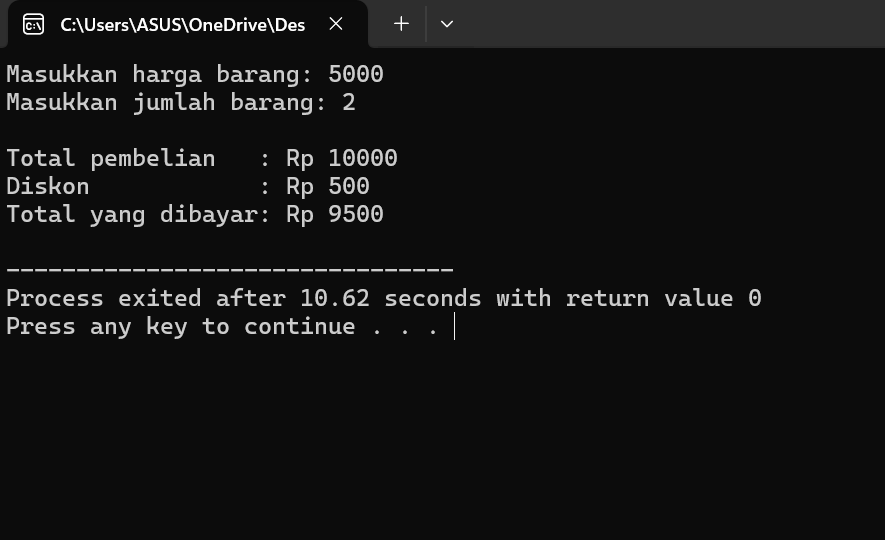 C:\Users\ASUS\OneDrive\Des
Masukkan harga barang: 5000
Masukkan jumlah barang: 2
Total pembelian   : Rp 10000
Diskon            : Rp 500
Total yang dibayar: Rp 9500
--------------------------------
Process exited after 10.62 seconds with return value 0
Press any key to continue . . .